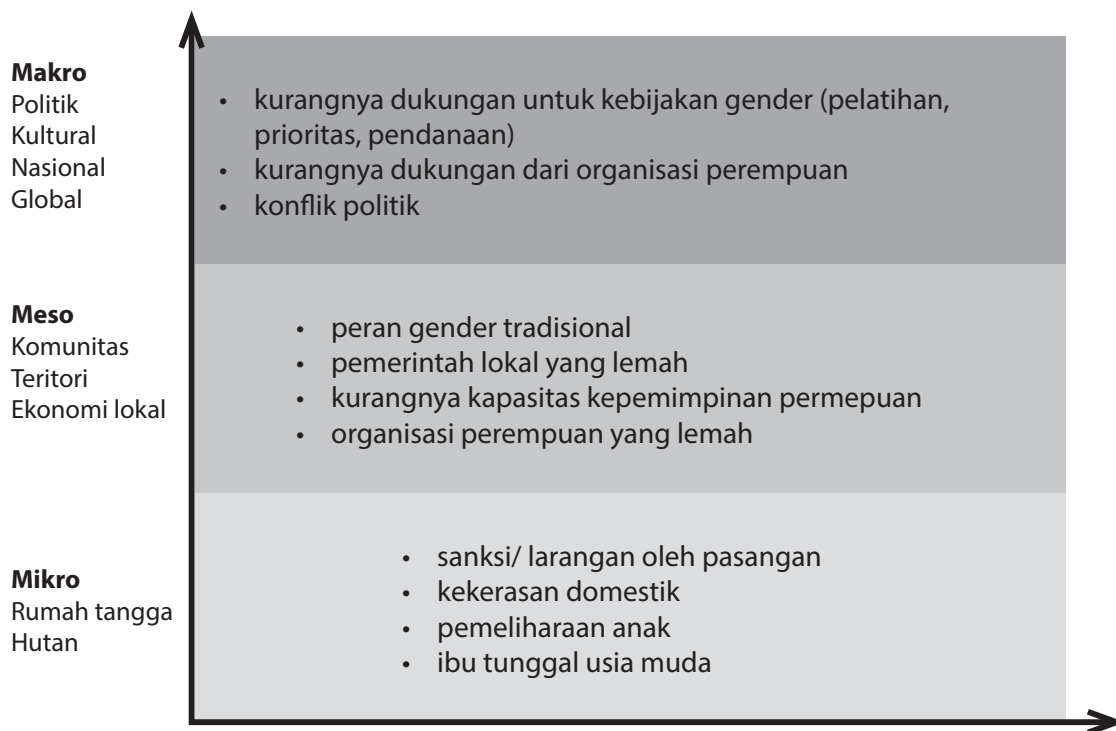 Makro
Politik
Kultural
Nasional
Global
• kurangnya dukungan untuk kebijakan gender (pelatihan,
prioritas, pendanaan)
• kurangnya dukungan dari organisasi perempuan
• konflik politik
Meso
Komunitas
Teritori
Ekonomi lokal
• peran gender tradisional
• pemerintah lokal yang lemah
• kurangnya kapasitas kepemimpinan permepuan
• organisasi perempuan yang lemah
Mikro
Rumah tangga
Hutan
• sanksi/ larangan oleh pasangan
• kekerasan domestik
• pemeliharaan anak
• ibu tunggal usia muda